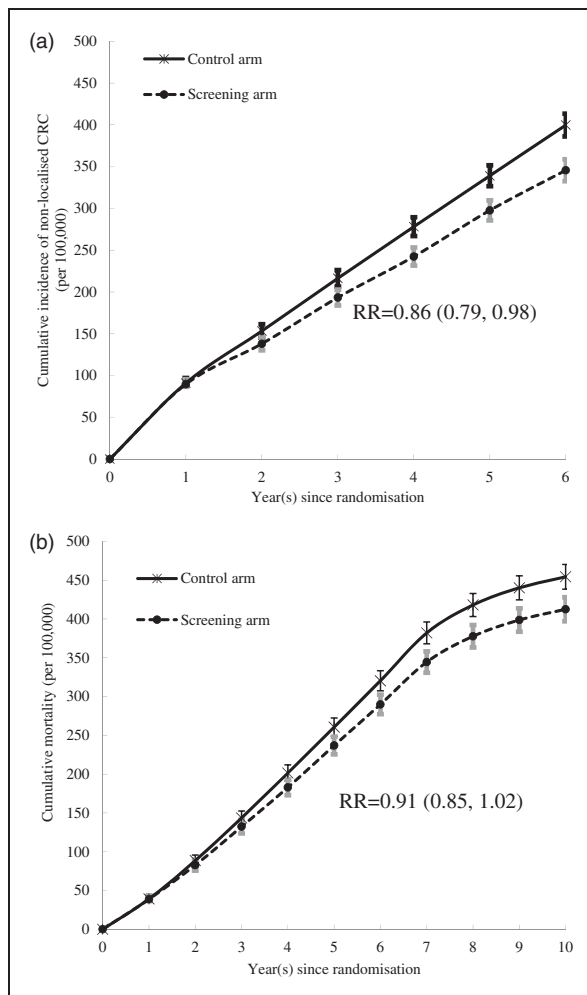 (a)
500
450
400
350
300
250
200
150
100
50
0
Cumulative incidence of non-localised CRC
(per 100,000)
Control arm
Screening arm
RR=0.86 (0.79, 0.98)
0 1 2 3 4 5 6
Year(s) since randomisation
(b)
500
450
400
350
300
250
200
150
100
50
0
Cumulative mortality (per 100,000)
Control arm
Screening arm
RR=0.91 (0.85, 1.02)
0 1 2 3 4 5 6 7 8 9 10
Year(s) since randomisation